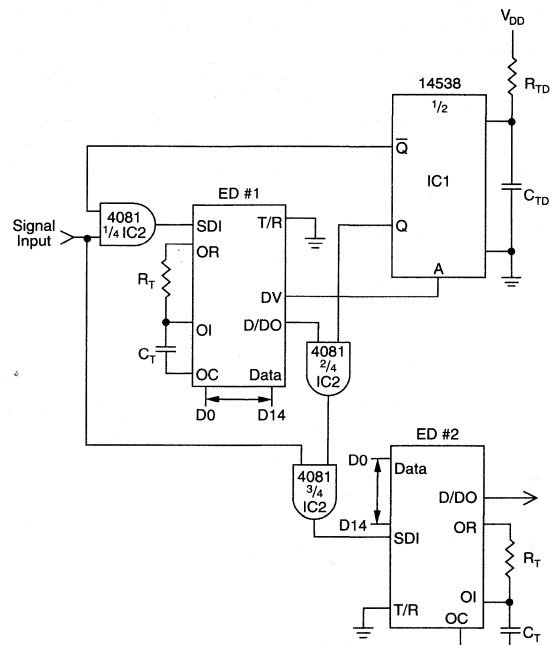 V_DD
R_TD
14538
1/2
Q̅
IC1
C_TD
Q
A
ED #1
4081
1/4 IC2
Signal
Input
SDI
T/R
OR
R_T
DV
OI
D/DO
C_T
OC
Data
D0
D14
4081
2/4
IC2
4081
3/4
IC2
ED #2
D0
Data
D/DO
D14
OR
SDI
R_T
OI
T/R
OC
C_T